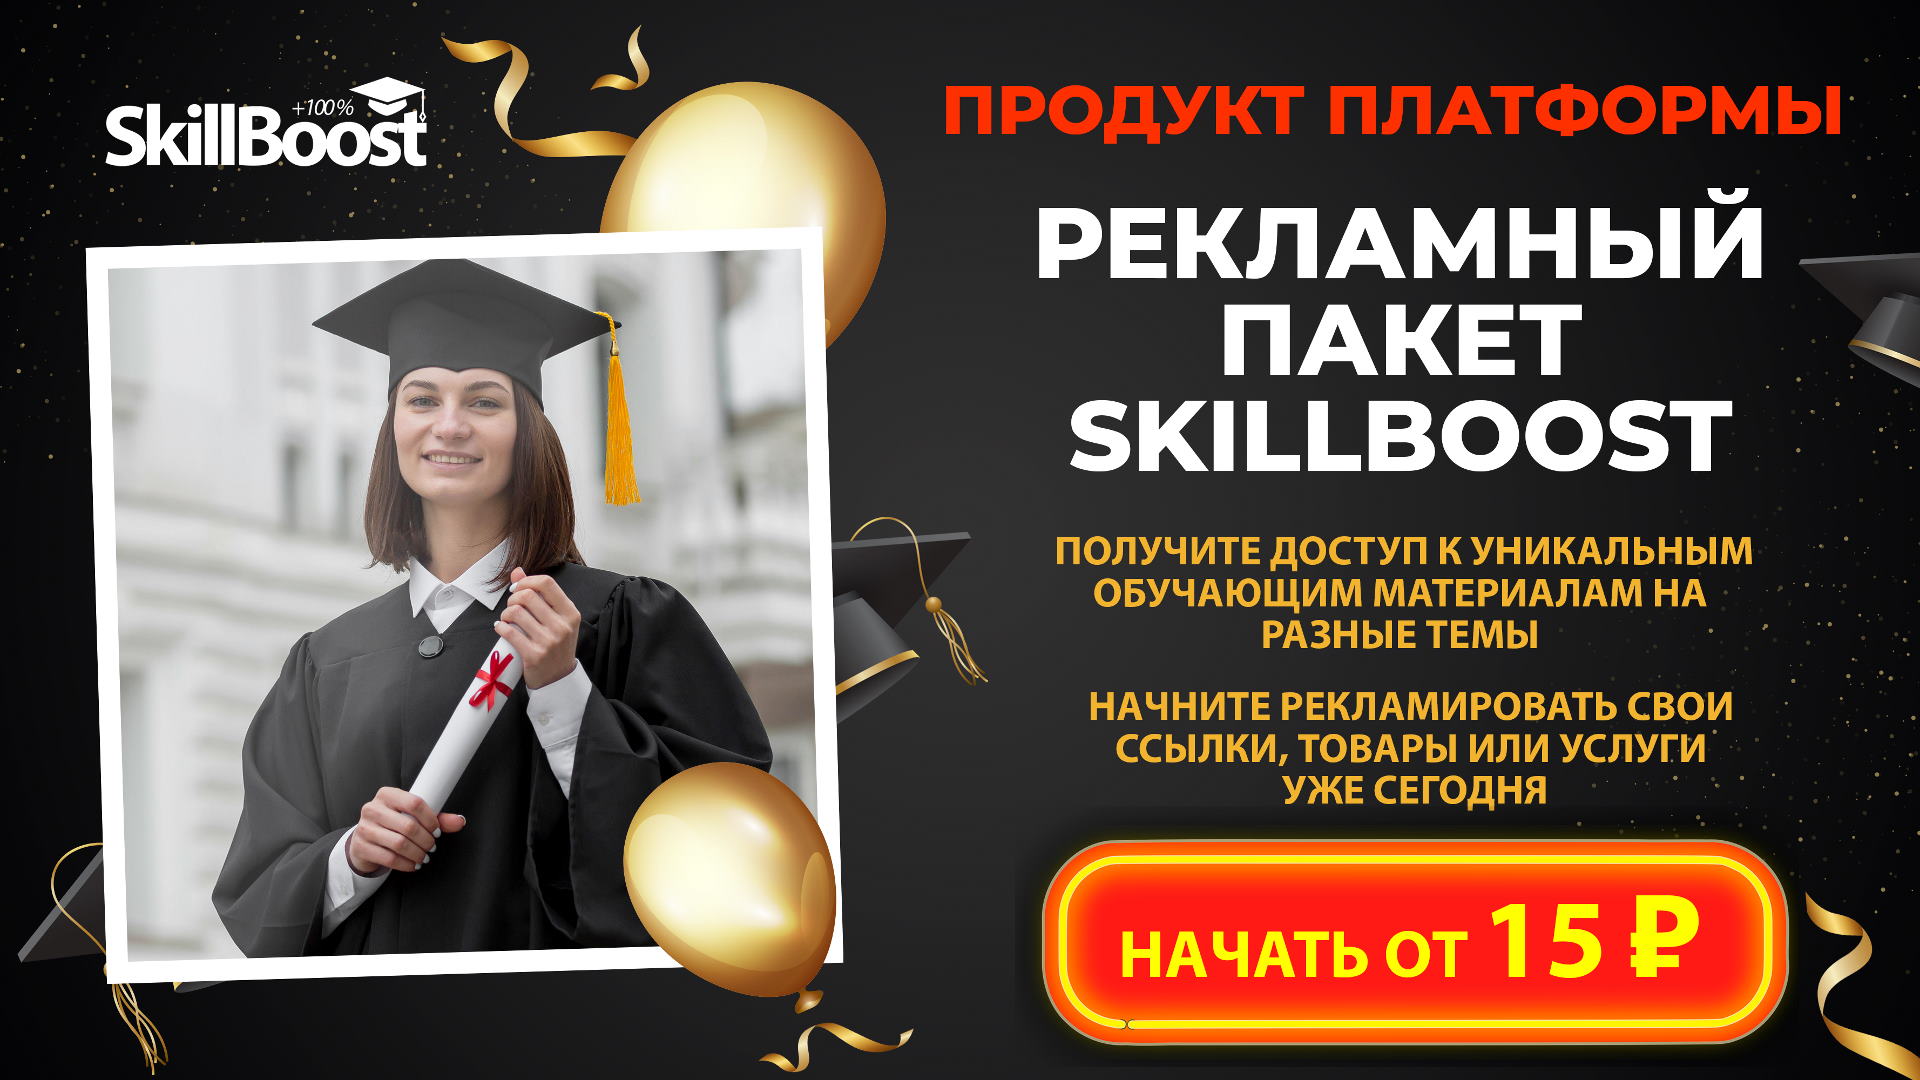 +100%
SkillBoost
ПРОДУКТ ПЛАТФОРМЫ
РЕКЛАМНЫЙ
ПАКЕТ
SKILLBOOST
ПОЛУЧИТЕ ДОСТУП К УНИКАЛЬНЫМ
ОБУЧАЮЩИМ МАТЕРИАЛАМ НА
РАЗНЫЕ ТЕМЫ
НАЧНИТЕ РЕКЛАМИРОВАТЬ СВОИ
ССЫЛКИ, ТОВАРЫ ИЛИ УСЛУГИ
УЖЕ СЕГОДНЯ
НАЧАТЬ ОТ 15 ₽